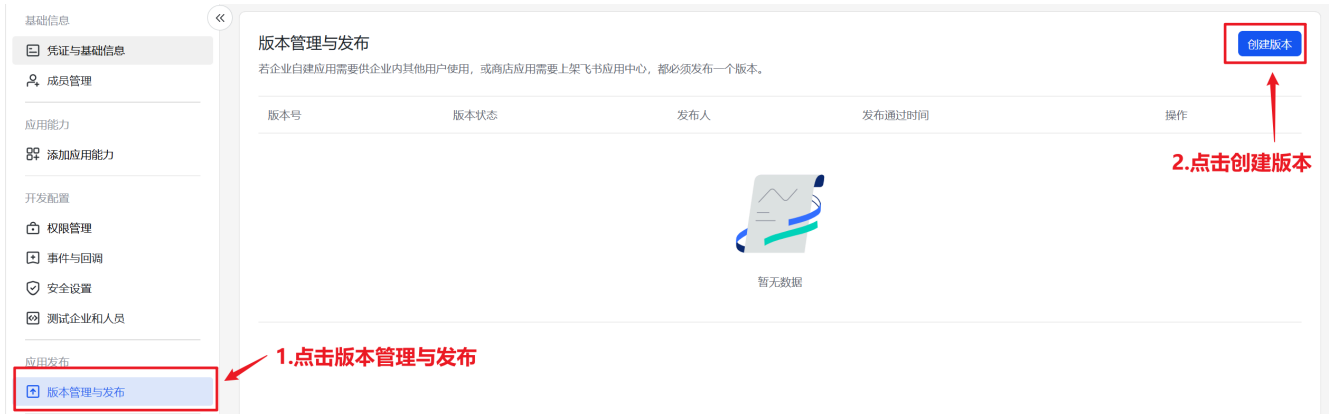 基础信息
凭证与基础信息
成员管理
应用能力
添加应用能力
开发配置
权限管理
事件与回调
安全设置
测试企业和人员
应用发布
版本管理与发布
版本管理与发布
创建版本
若企业自建应用需要供企业内其他用户使用，或商店应用需要上架飞书应用中心，都必须发布一个版本。
版本号 版本状态 发布人 发布通过时间 操作
2.点击创建版本
暂无数据
1.点击版本管理与发布